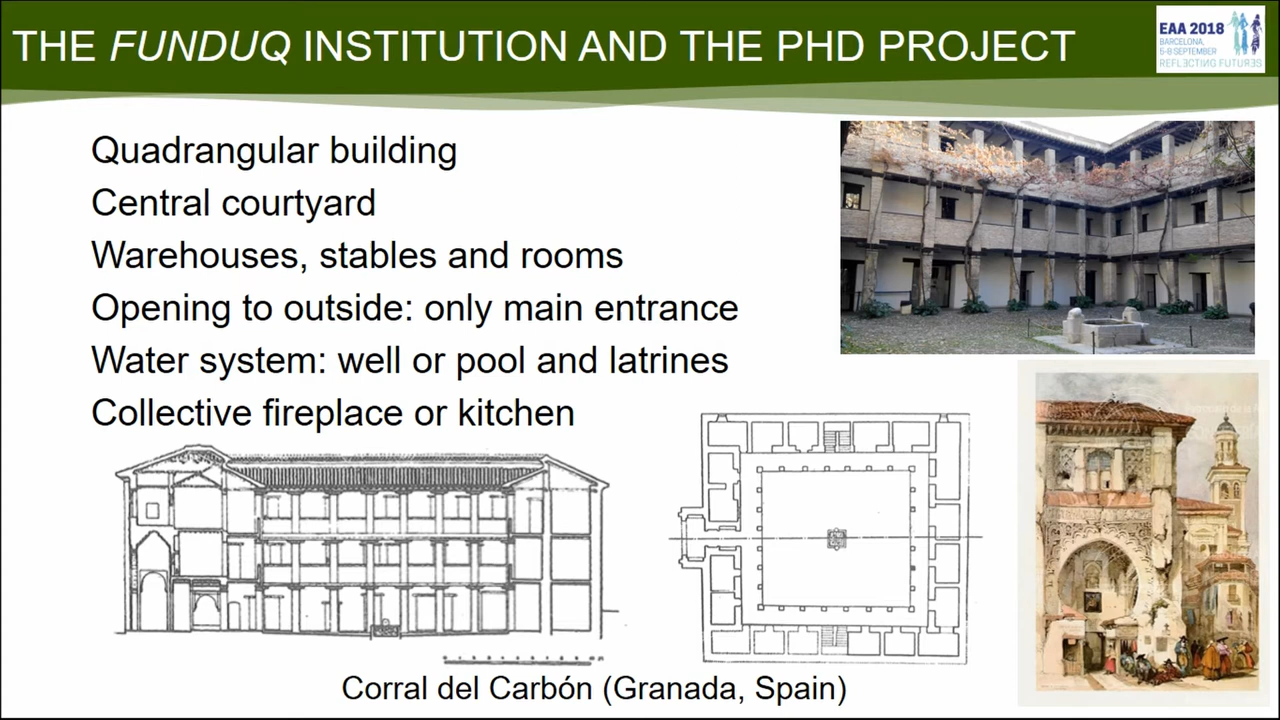 THE FUNDUQ INSTITUTION AND THE PHD PROJECT
EAA 2018
BARCELONA,
5-8 SEPTEMBER
REFLECTING FUTURES
Quadrangular building
Central courtyard
Warehouses, stables and rooms
Opening to outside: only main entrance
Water system: well or pool and latrines
Collective fireplace or kitchen
Corral del Carbón (Granada, Spain)